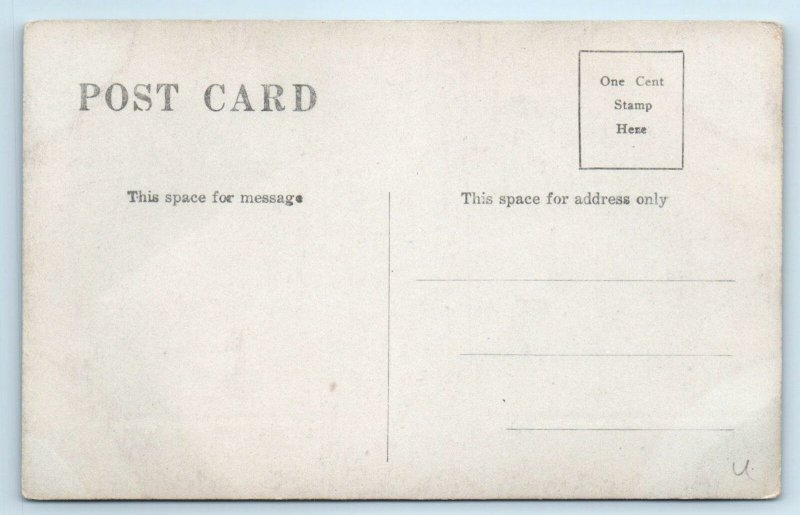 POST CARD
One Cent
Stamp
Here
This space for message
This space for address only